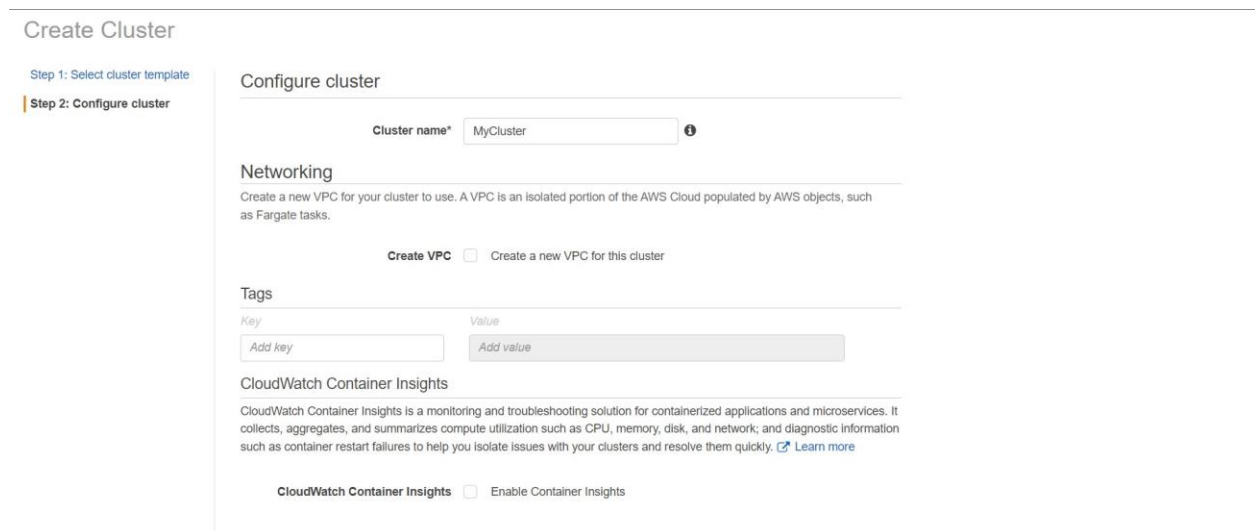 Create Cluster
Step 1: Select cluster template
Step 2: Configure cluster
Configure cluster
Cluster name* MyCluster
Networking
Create a new VPC for your cluster to use. A VPC is an isolated portion of the AWS Cloud populated by AWS objects, such
as Fargate tasks.
Create VPC Create a new VPC for this cluster
Tags
Key Value
Add key Add value
CloudWatch Container Insights
CloudWatch Container Insights is a monitoring and troubleshooting solution for containerized applications and microservices. It
collects, aggregates, and summarizes compute utilization such as CPU, memory, disk, and network; and diagnostic information
such as container restart failures to help you isolate issues with your clusters and resolve them quickly. Learn more
CloudWatch Container Insights Enable Container Insights